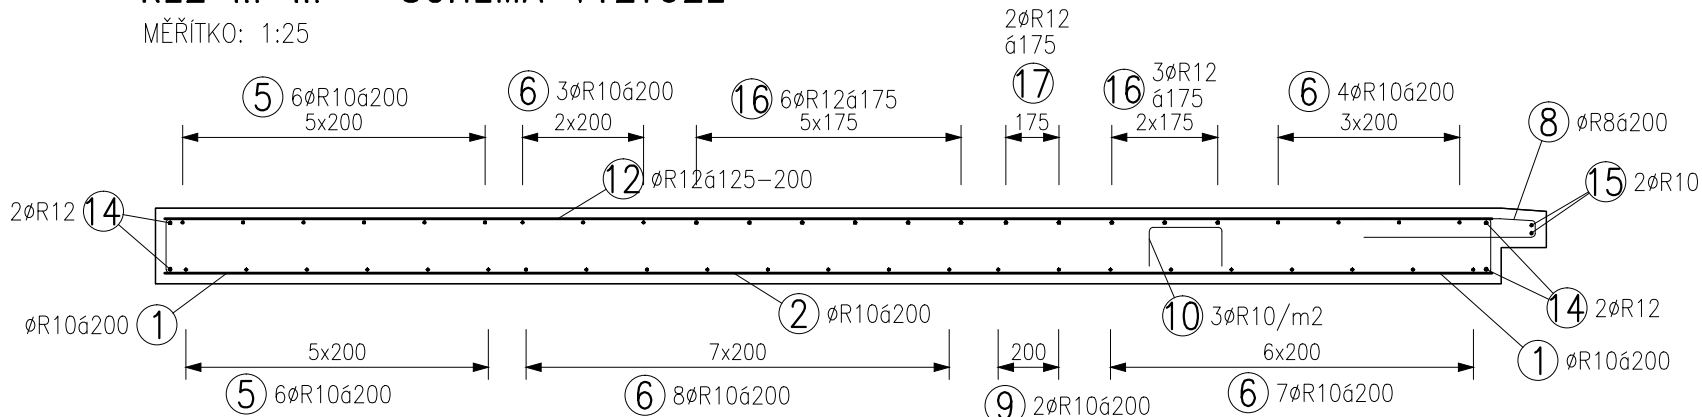 MĚŘÍTKO: 1:25
2øR12
á175
17
5 6øR10á200
5x200
6 3øR10á200
2x200
16 6øR12á175
5x175
175
16 3øR12
á175
2x175
6 4øR10á200
3x200
8 øR8á200
12 øR12á125-200
15 2øR10
2øR12 14
øR10á200 1
2 øR10á200
10 3øR10/m2
14 2øR12
1 øR10á200
5x200
5 6øR10á200
7x200
6 8øR10á200
200
9 2øR10á200
6x200
6 7øR10á200